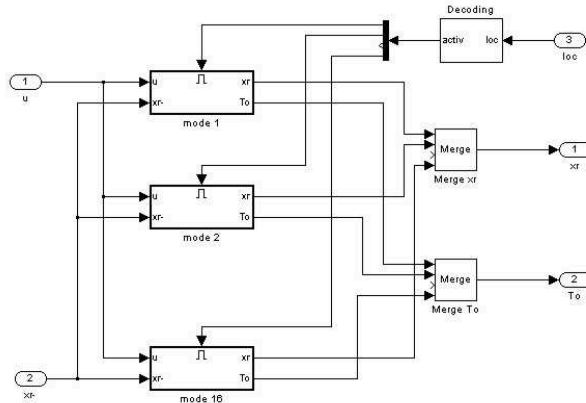 Decoding
activ
loc
3
loc
1
u
u
xr
xr-
To
mode 1
Merge
Merge xr
1
xr
u
xr
xr-
To
mode 2
Merge
Merge To
2
To
u
xr
xr-
To
mode 16
2
xr-